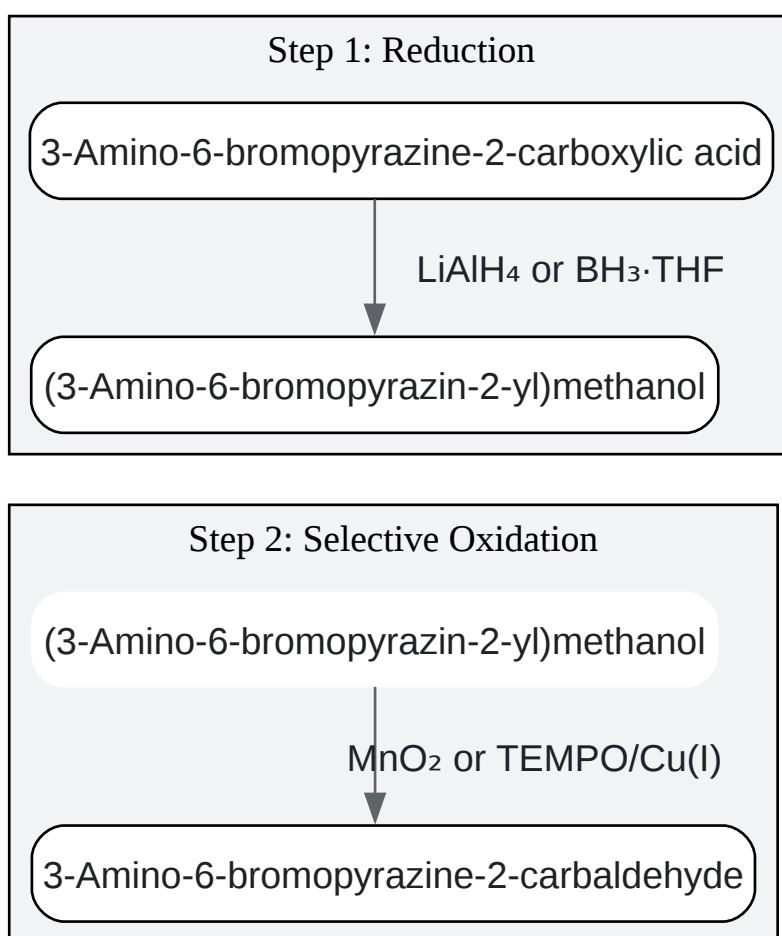 Step 1: Reduction
3-Amino-6-bromopyrazine-2-carboxylic acid
LiAlH₄ or BH₃·THF
(3-Amino-6-bromopyrazin-2-yl)methanol
Step 2: Selective Oxidation
(3-Amino-6-bromopyrazin-2-yl)methanol
MnO₂ or TEMPO/Cu(I)
3-Amino-6-bromopyrazine-2-carbaldehyde